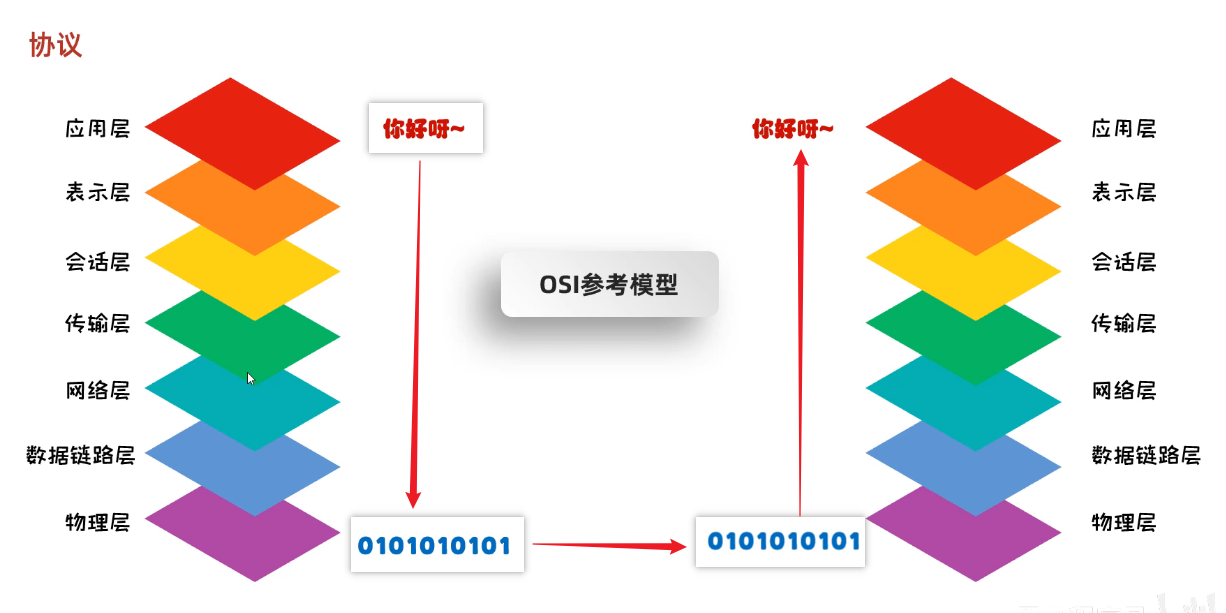 协议
应用层
表示层
会话层
传输层
网络层
数据链路层
物理层
你好呀~
0101010101
OSI参考模型
你好呀~
0101010101
应用层
表示层
会话层
传输层
网络层
数据链路层
物理层